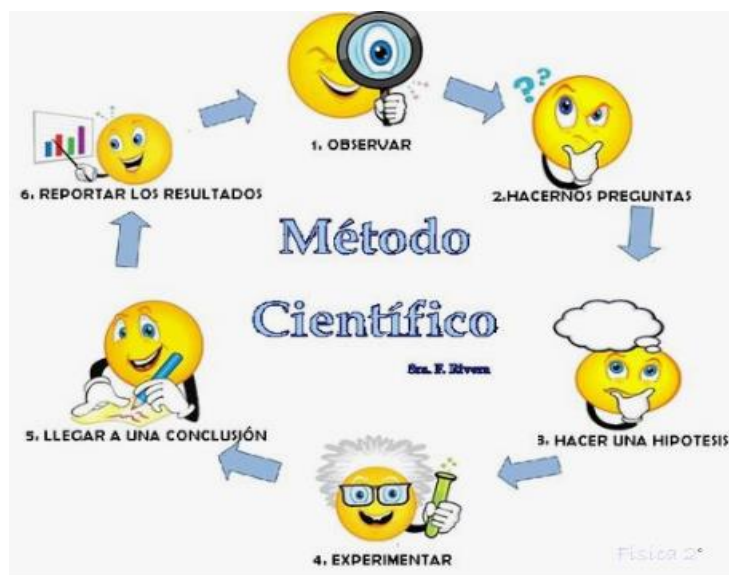 1. OBSERVAR
2.HACERNOS PREGUNTAS
3. HACER UNA HIPOTESIS
4. EXPERIMENTAR
5. LLEGAR A UNA CONCLUSIÓN
6. REPORTAR LOS RESULTADOS
Método
Científico
Sra. F. Rivera
Física 2°
??